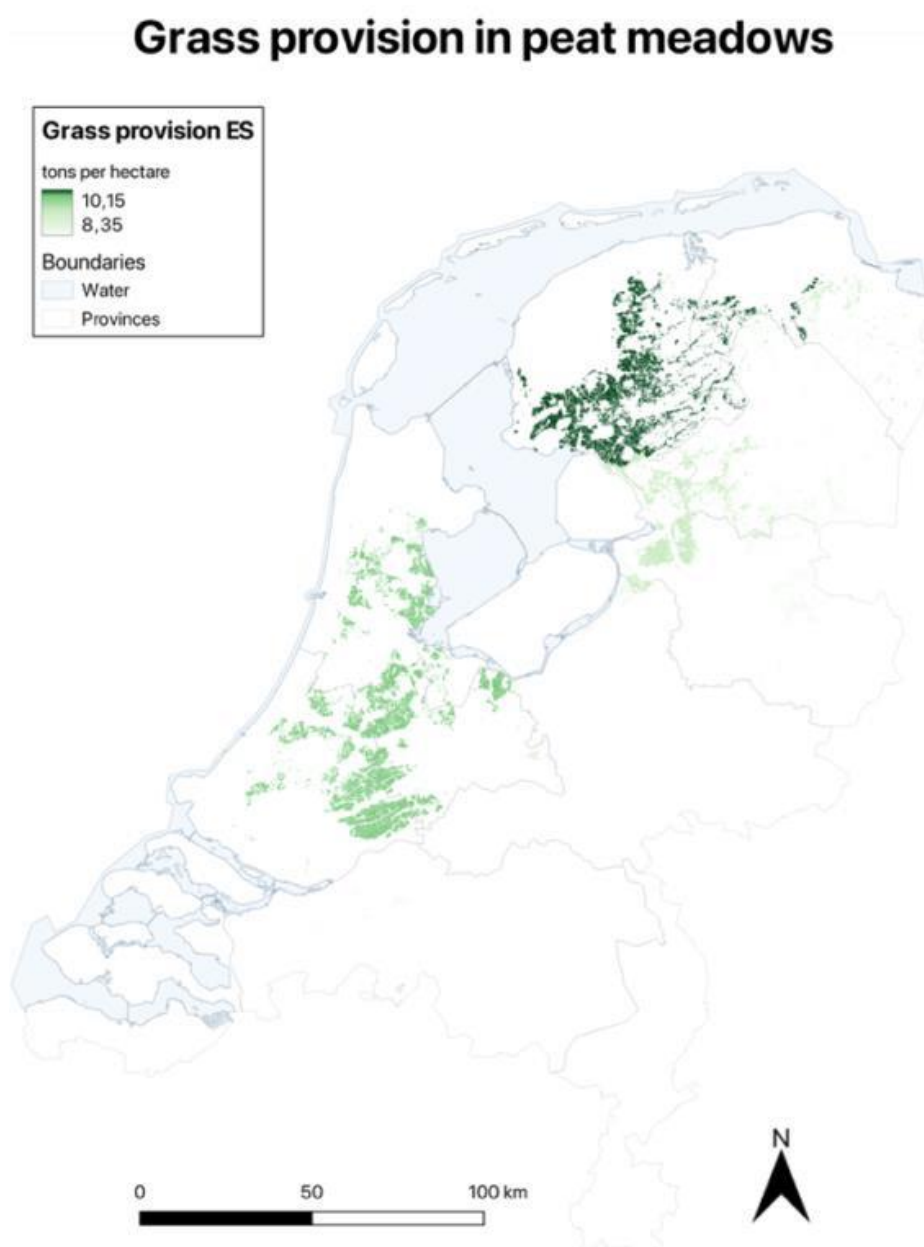 Grass provision in peat meadows
Grass provision ES
tons per hectare
10,15
8,35
Boundaries
Water
Provinces
N
0 50 100 km